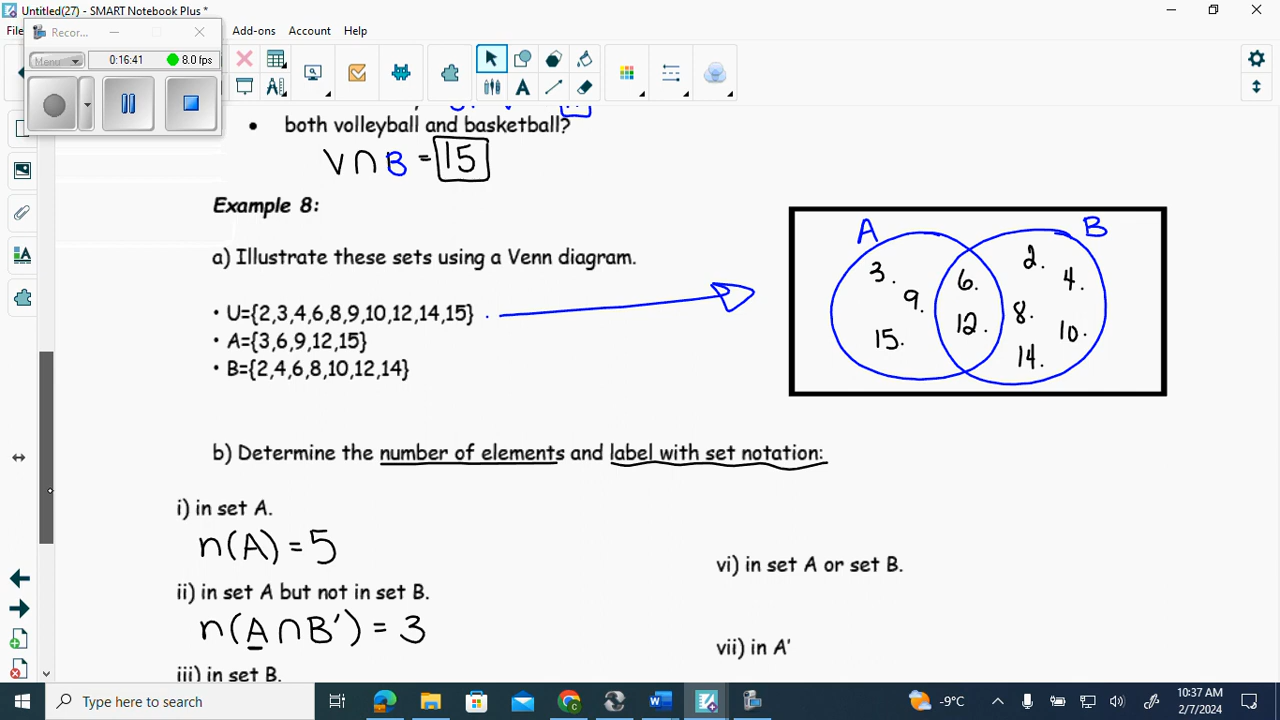 Untitled(27) - SMART Notebook Plus *
Recor...
File
Add-ons
Account
Help
Menu
0:16:41
8.0 fps
• both volleyball and basketball?
V∩B = 15
Example 8:
a) Illustrate these sets using a Venn diagram.
• U={2,3,4,6,8,9,10,12,14,15}
• A={3,6,9,12,15}
• B={2,4,6,8,10,12,14}
A
B
3.
9.
15.
6.
12.
2.
4.
8.
10.
14.
b) Determine the number of elements and label with set notation:
i) in set A.
n(A) = 5
ii) in set A but not in set B.
n(A∩B') = 3
iii) in set B.
vi) in set A or set B.
vii) in A'
Type here to search
-9°C
10:37 AM
2/7/2024